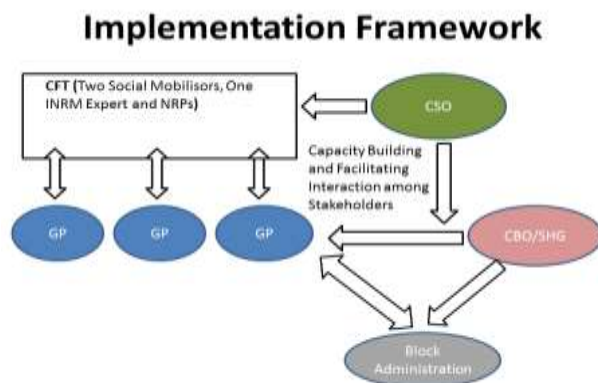 Implementation Framework
CFT (Two Social Mobilisors, One
INRM Expert and NRPs)
CSO
Capacity Building
and Facilitating
Interaction among
Stakeholders
GP
GP
GP
CBO/SHG
Block
Administration